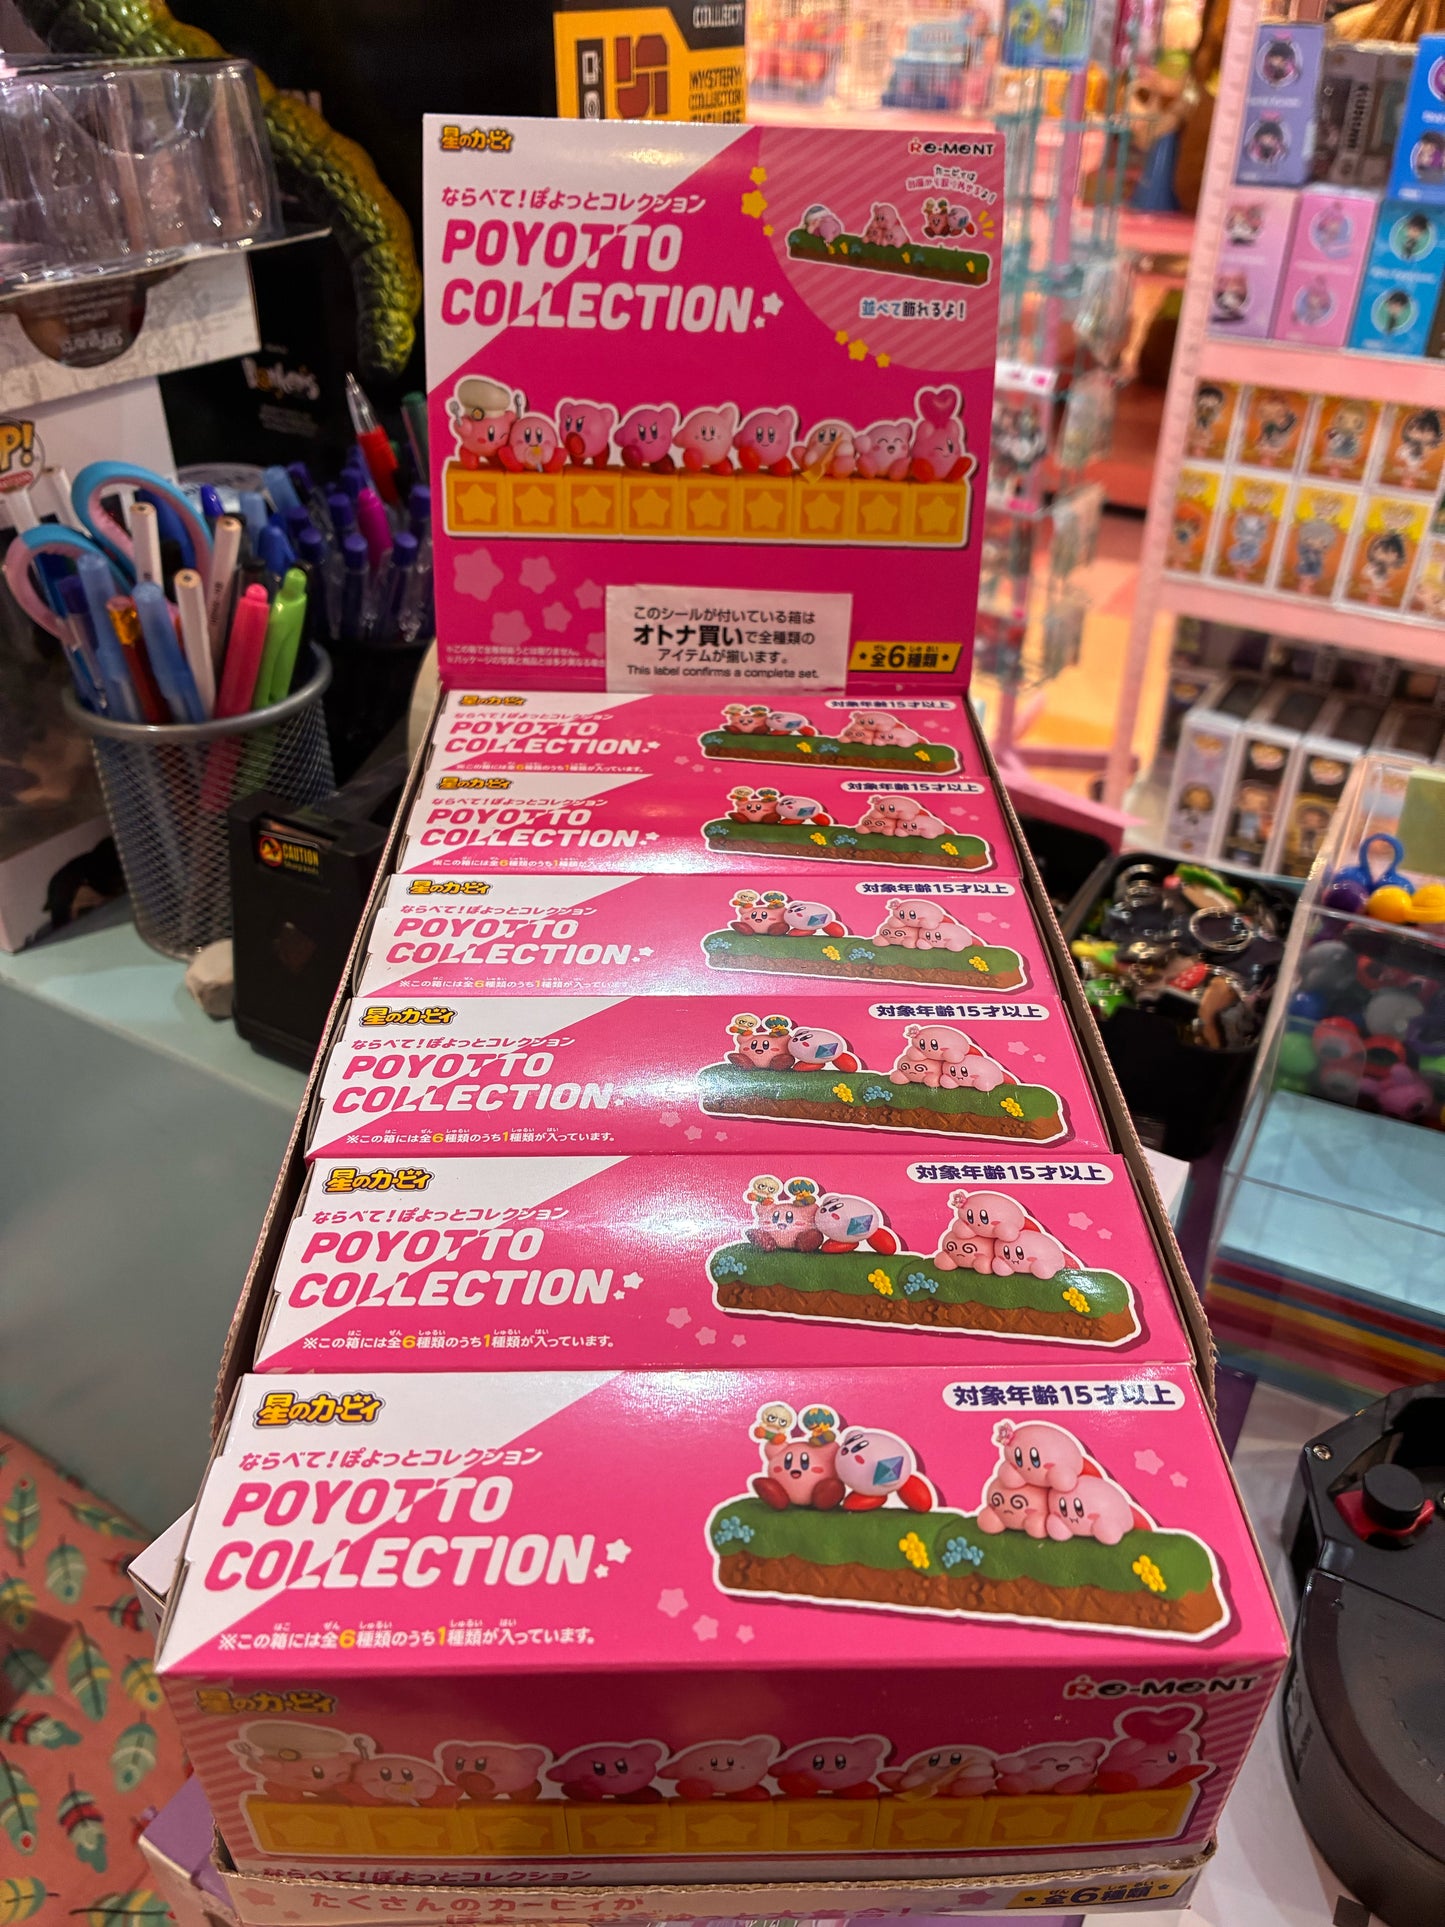 COLLECT
MYSTERY
COLLECTOR
星のカービィ
RE-MENT
ならべて!ぽよっとコレクション
POYOTTO
COLLECTION
カービィは
台座から取り外せるよ!
並べて飾れるよ!
このシールが付いている箱は
オトナ買いで全種類の
アイテムが揃います。
This label confirms a complete set.
全6種類
星のカービィ
対象年齢15才以上
ならべて!ぽよっとコレクション
POYOTTO
COLLECTION
※この箱には全6種類のうち1種類が入っています。
星のカービィ
対象年齢15才以上
ならべて!ぽよっとコレクション
POYOTTO
COLLECTION
※この箱には全6種類のうち1種類が入っています。
星のカービィ
対象年齢15才以上
ならべて!ぽよっとコレクション
POYOTTO
COLLECTION
※この箱には全6種類のうち1種類が入っています。
星のカービィ
対象年齢15才以上
ならべて!ぽよっとコレクション
POYOTTO
COLLECTION
※この箱には全6種類のうち1種類が入っています。
星のカービィ
対象年齢15才以上
ならべて!ぽよっとコレクション
POYOTTO
COLLECTION
※この箱には全6種類のうち1種類が入っています。
星のカービィ
対象年齢15才以上
ならべて!ぽよっとコレクション
POYOTTO
COLLECTION
※この箱には全6種類のうち1種類が入っています。
星のカービィ
RE-MENT
ならべて!ぽよっとコレクション
たくさんのカービィが
全6種類
CAUTION